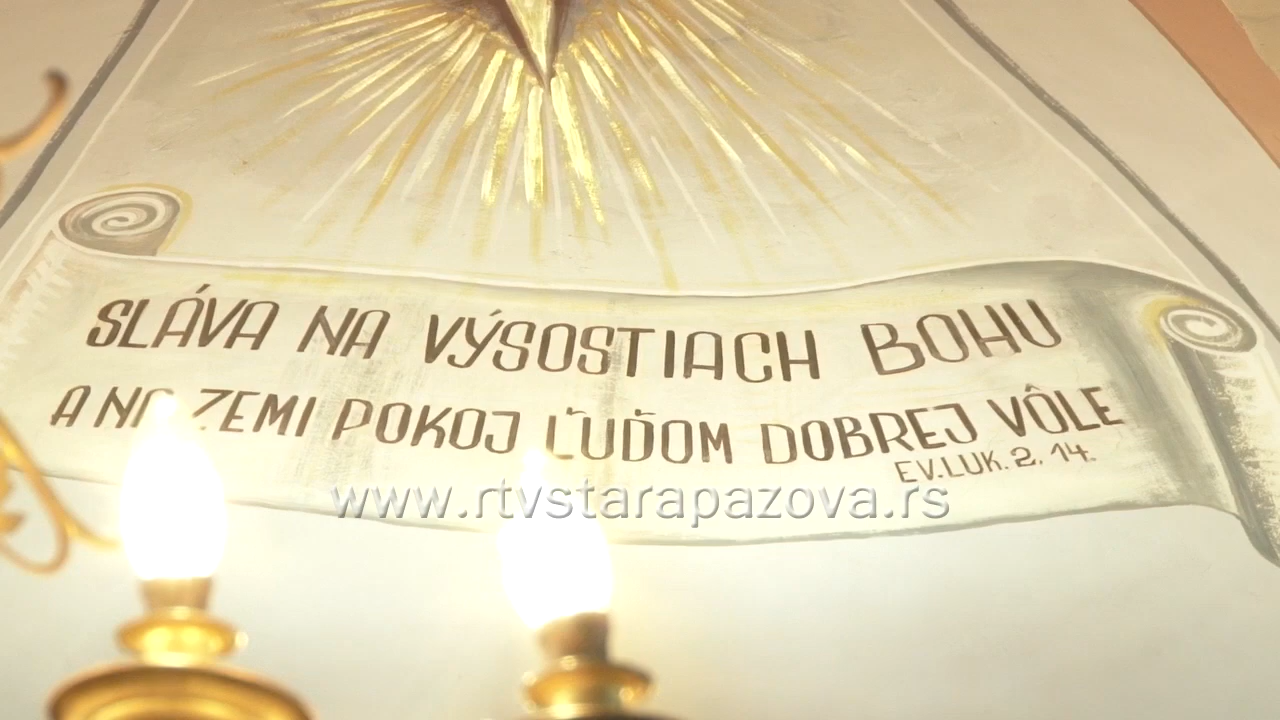 SLÁVA NA VÝSOSTIACH BOHU
A NA ZEMI POKOJ ĽUĎOM DOBREJ VÔLE
EV.LUK.2.14.
www.rtvstarapazova.rs